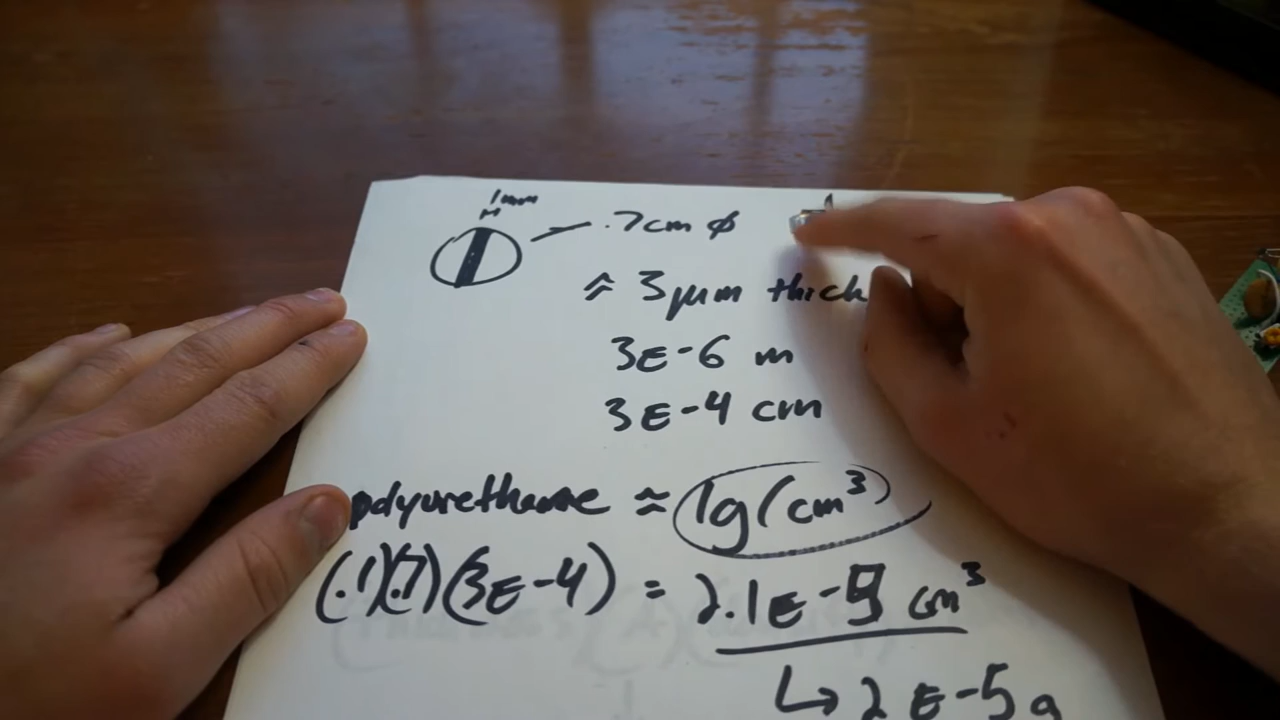 1mm
.7cm ϕ
≈ 3μm thick
3E-6 m
3E-4 cm
polyurethane ≈ 1g/cm³
(.1)(.7)(3E-4) = 2.1E-5 cm³
↳ 2E-5g